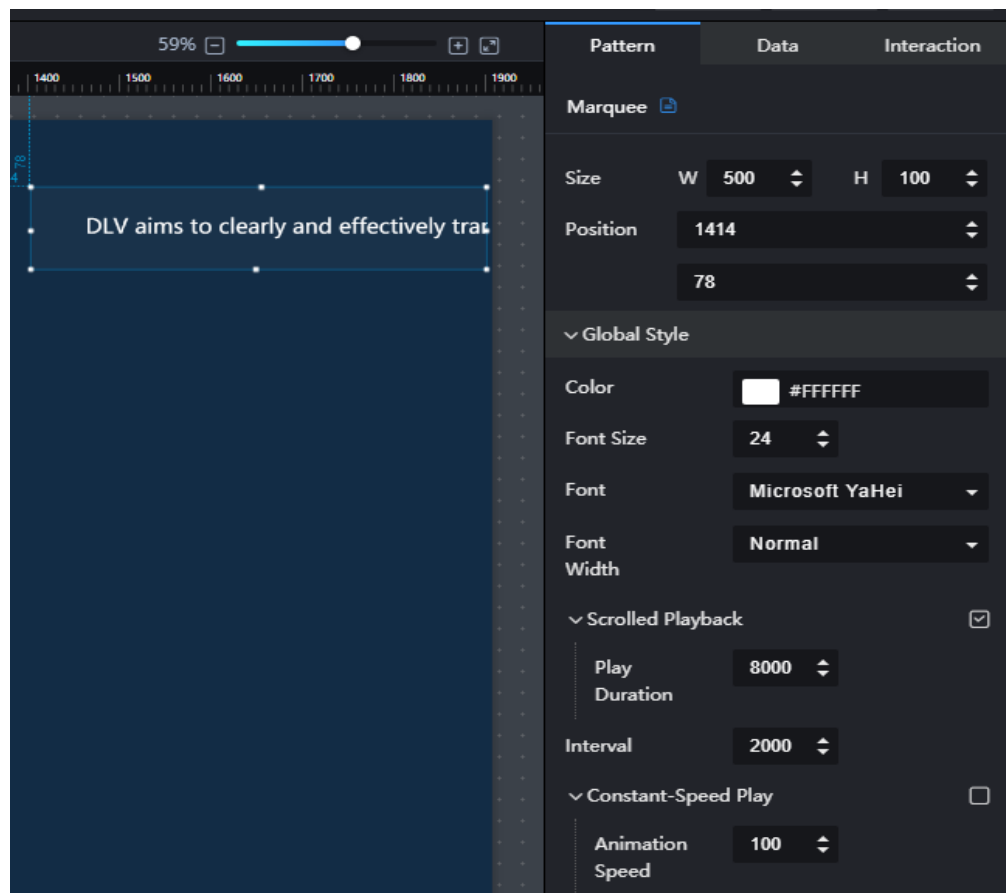 59%
Pattern Data Interaction
1400 1500 1600 1700 1800 1900
Marquee
78
4
Size W 500 H 100
DLV aims to clearly and effectively
Position 1414
78
Global Style
Color #FFFFFF
Font Size 24
Font Microsoft YaHei
Font Normal
Width
Scrolled Playback
Play 8000
Duration
Interval 2000
Constant-Speed Play
Animation 100
Speed